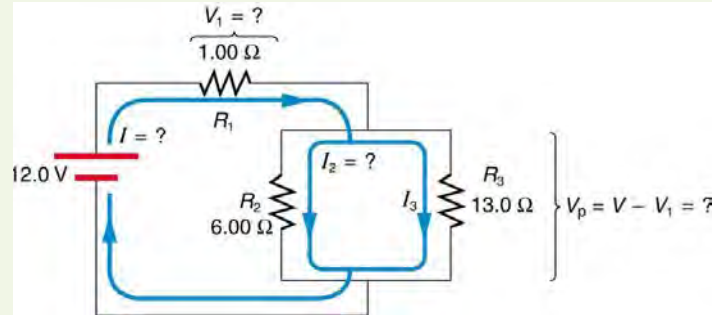 V₁ = ?
1.00 Ω
R₁
I = ?
12.0 V
I₂ = ?
R₂
6.00 Ω
I₃
R₃
13.0 Ω
Vₚ = V − V₁ = ?